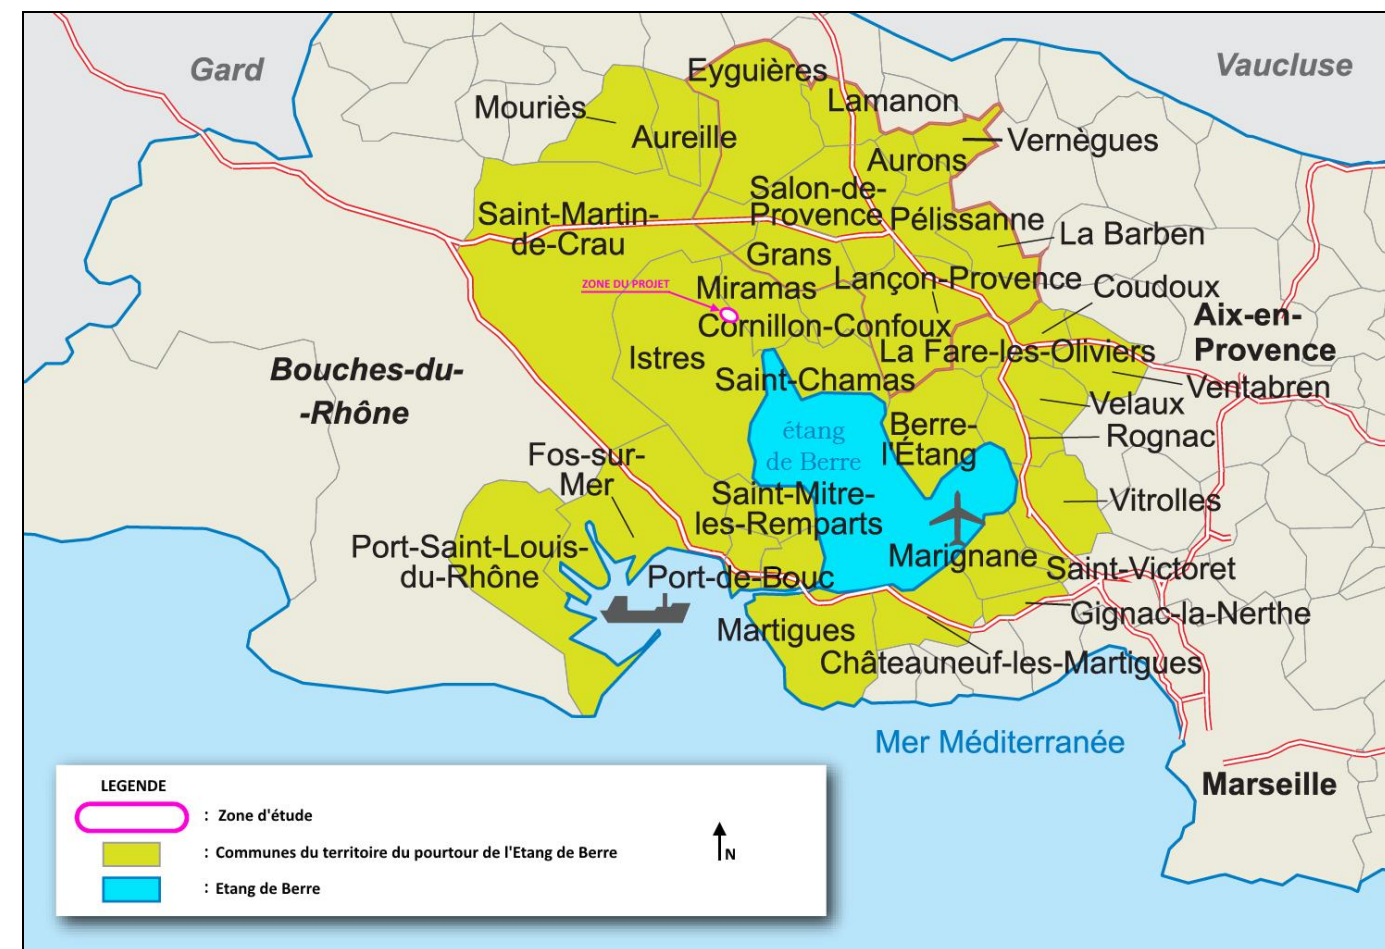 Gard
Vaucluse
Eyguières
Mouriès
Lamanon
Aureille
Vernègues
Aurons
Salon-de-
Provence
Pélissanne
Saint-Martin-
de-Crau
La Barben
Grans
ZONE DU PROJET
Miramas
Lançon-Provence
Coudoux
Cornillon-Confoux
Aix-en-
Provence
Istres
La Fare-les-Oliviers
Bouches-du-
-Rhône
Saint-Chamas
Ventabren
Velaux
étang
de Berre
Berre-
l'Étang
Rognac
Fos-sur-
Mer
Saint-Mitre-
les-Remparts
Vitrolles
Port-Saint-Louis-
du-Rhône
Marignane
Saint-Victoret
Port-de-Bouc
Gignac-la-Nerthe
Martigues
Châteauneuf-les-Martigues
Mer Méditerranée
Marseille
LEGENDE
: Zone d'étude
: Communes du territoire du pourtour de l'Etang de Berre
: Etang de Berre
N